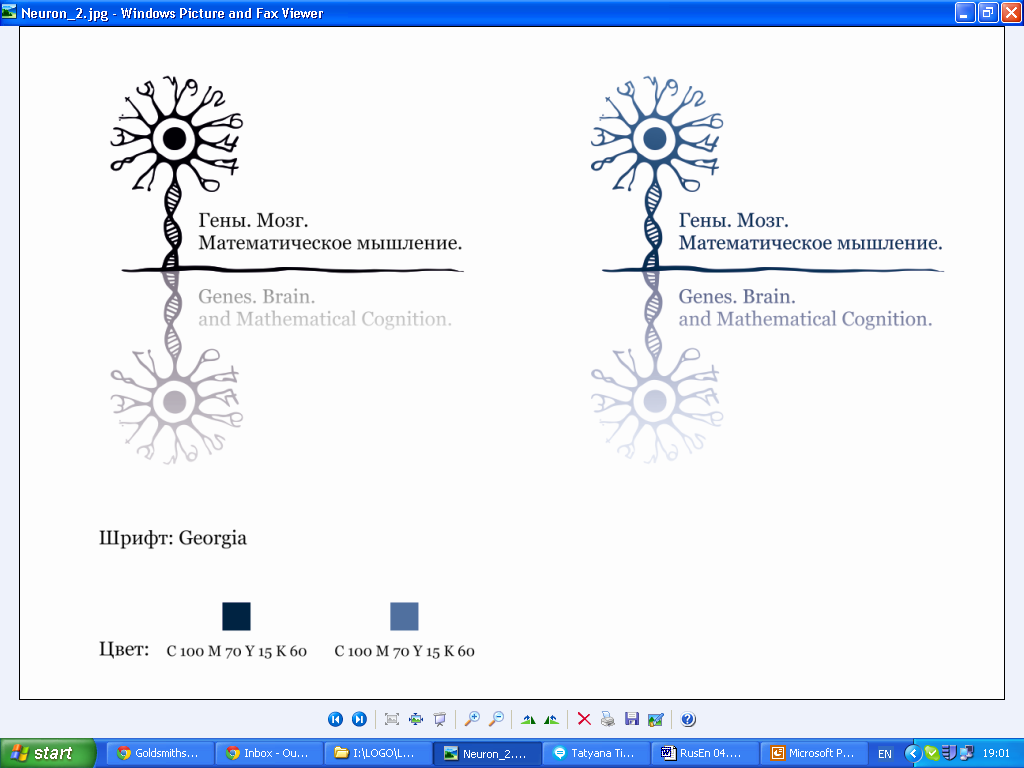 Neuron_2.jpg - Windows Picture and Fax Viewer
Гены. Мозг.
Математическое мышление.
Genes. Brain.
and Mathematical Cognition.
Гены. Мозг.
Математическое мышление.
Genes. Brain.
and Mathematical Cognition.
Шрифт: Georgia
Цвет: C 100 M 70 Y 15 K 60 C 100 M 70 Y 15 K 60
start Goldsmiths... Inbox - Ou... I:\LOGO\L... Neuron_2.... Tatyana Ti... RusEn 04.... Microsoft P... EN 19:01